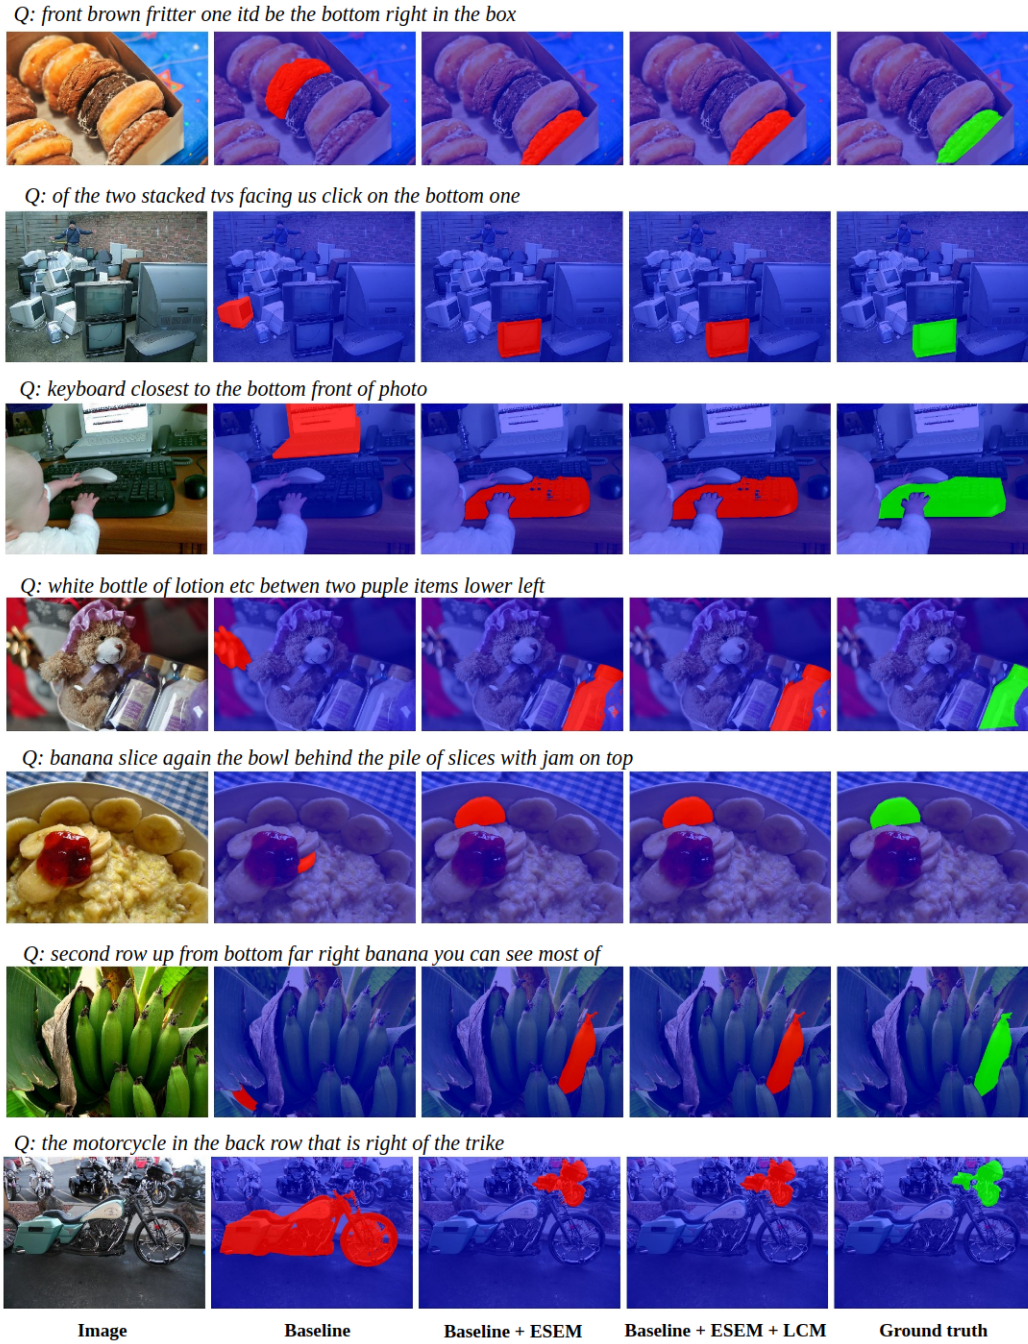 Q: front brown fritter one itd be the bottom right in the box
Q: of the two stacked tvs facing us click on the bottom one
Q: keyboard closest to the bottom front of photo
Q: white bottle of lotion etc betwen two puple items lower left
Q: banana slice again the bowl behind the pile of slices with jam on top
Q: second row up from bottom far right banana you can see most of
Q: the motorcycle in the back row that is right of the trike
Image Baseline Baseline + ESEM Baseline + ESEM + LCM Ground truth